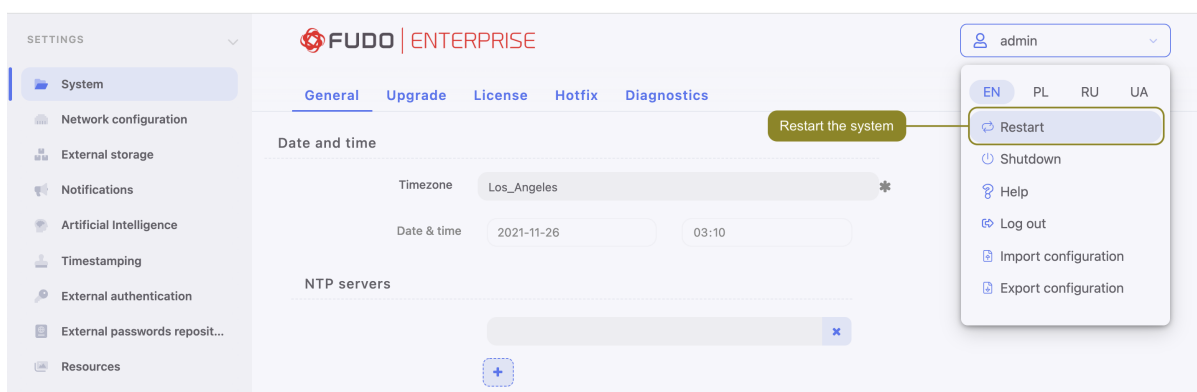 SETTINGS
System
Network configuration
External storage
Notifications
Artificial Intelligence
Timestamping
External authentication
External passwords reposit...
Resources
FUDO | ENTERPRISE
General Upgrade License Hotfix Diagnostics
Date and time
Timezone Los_Angeles
Date & time 2021-11-26 03:10
NTP servers
admin
EN PL RU UA
Restart the system
Restart
Shutdown
Help
Log out
Import configuration
Export configuration